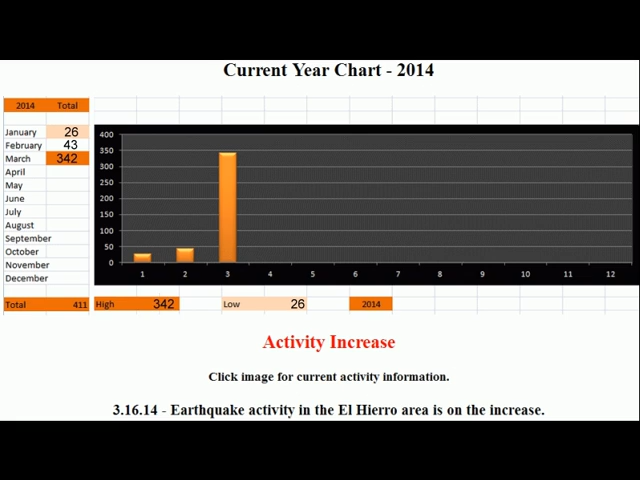 Current Year Chart - 2014
2014 Total
January 26
February 43
March 342
April
May
June
July
August
September
October
November
December
Total 411
400
350
300
250
200
150
100
50
0
1 2 3 4 5 6 7 8 9 10 11 12
High 342 Low 26 2014
Activity Increase
Click image for current activity information.
3.16.14 - Earthquake activity in the El Hierro area is on the increase.